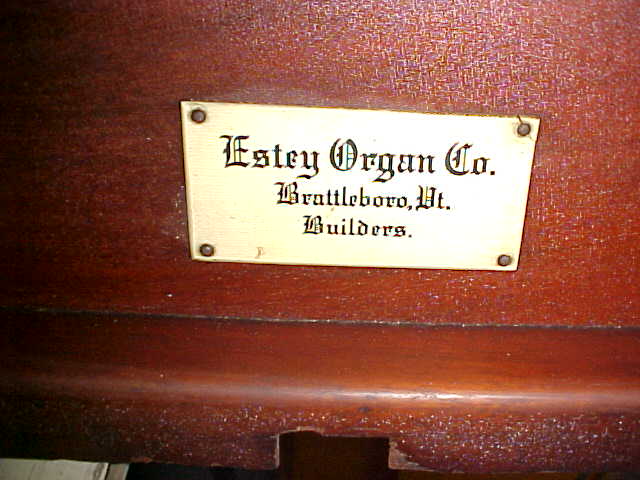 Estey Organ Co.
Brattleboro, Vt.
Builders.